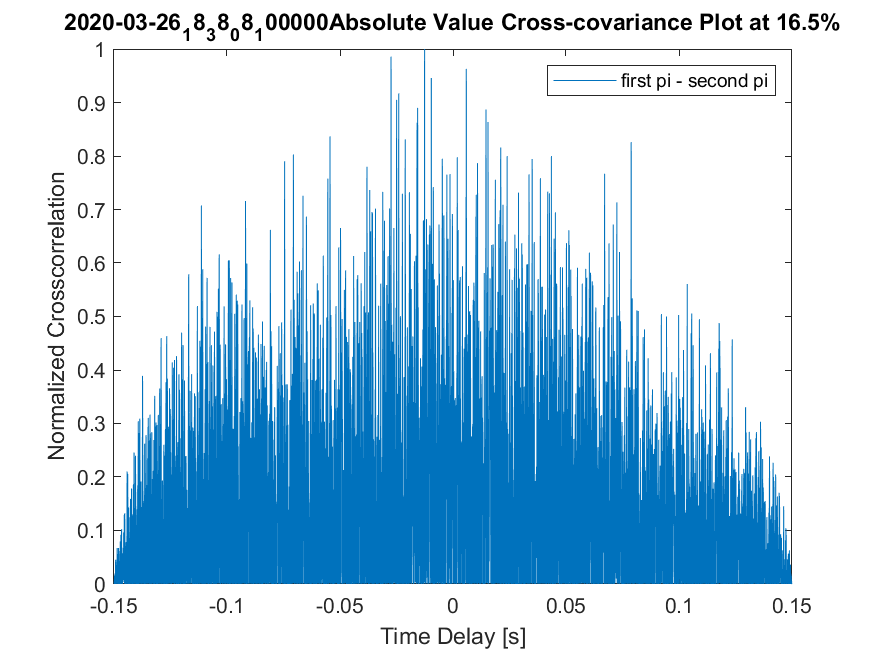 2020-03-26₁8₃8₀8₁00000Absolute Value Cross-covariance Plot at 16.5%
first pi - second pi
Normalized Crosscorrelation
1
0.9
0.8
0.7
0.6
0.5
0.4
0.3
0.2
0.1
0
-0.15 -0.1 -0.05 0 0.05 0.1 0.15
Time Delay [s]